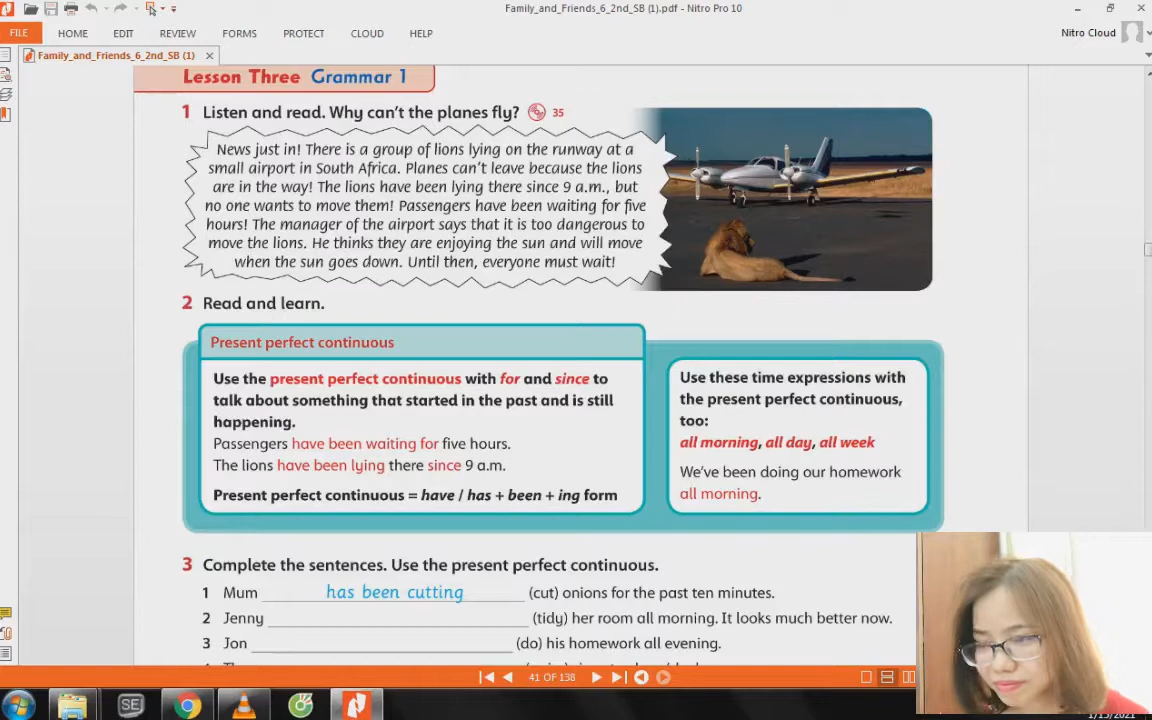 Family_and_Friends_6_2nd_SB (1).pdf - Nitro Pro 10
FILE HOME EDIT REVIEW FORMS PROTECT CLOUD HELP
Nitro Cloud
Family_and_Friends_6_2nd_SB (1)
Lesson Three Grammar 1
1 Listen and read. Why can't the planes fly? 35
News just in! There is a group of lions lying on the runway at a
small airport in South Africa. Planes can't leave because the lions
are in the way! The lions have been lying there since 9 a.m., but
no one wants to move them! Passengers have been waiting for five
hours! The manager of the airport says that it is too dangerous to
move the lions. He thinks they are enjoying the sun and will move
when the sun goes down. Until then, everyone must wait!
2 Read and learn.
Present perfect continuous
Use the present perfect continuous with for and since to
talk about something that started in the past and is still
happening.
Passengers have been waiting for five hours.
The lions have been lying there since 9 a.m.
Present perfect continuous = have / has + been + ing form
Use these time expressions with
the present perfect continuous,
too:
all morning, all day, all week
We've been doing our homework
all morning.
3 Complete the sentences. Use the present perfect continuous.
1 Mum has been cutting (cut) onions for the past ten minutes.
2 Jenny (tidy) her room all morning. It looks much better now.
3 Jon (do) his homework all evening.
41 OF 138
SE
1/15/2021